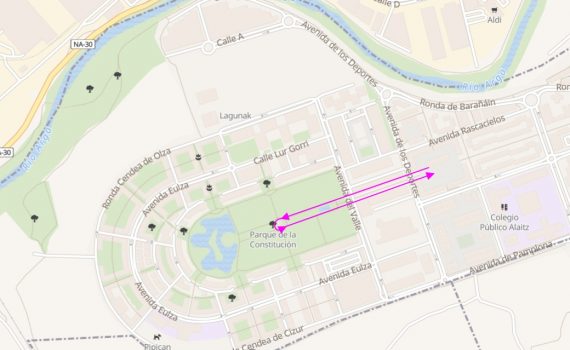 NA-30
Calle A
Calle D
Aldi
Avenida de los Deportes
Río Arga
Ronda de Barañáin
Lagunak
Avenida Rascacielos
Río Arga
NA-30
Ronda Cendea de Olza
Calle Lur Gorri
Avenida de los Deportes
Avenida Eulza
Avenida del Valle
Colegio
Público Alaitz
Parque de la
Constitución
Avenida de Pamplona
Avenida Eulza
Avenida Eulza
Cendea de Cizur
Pipican